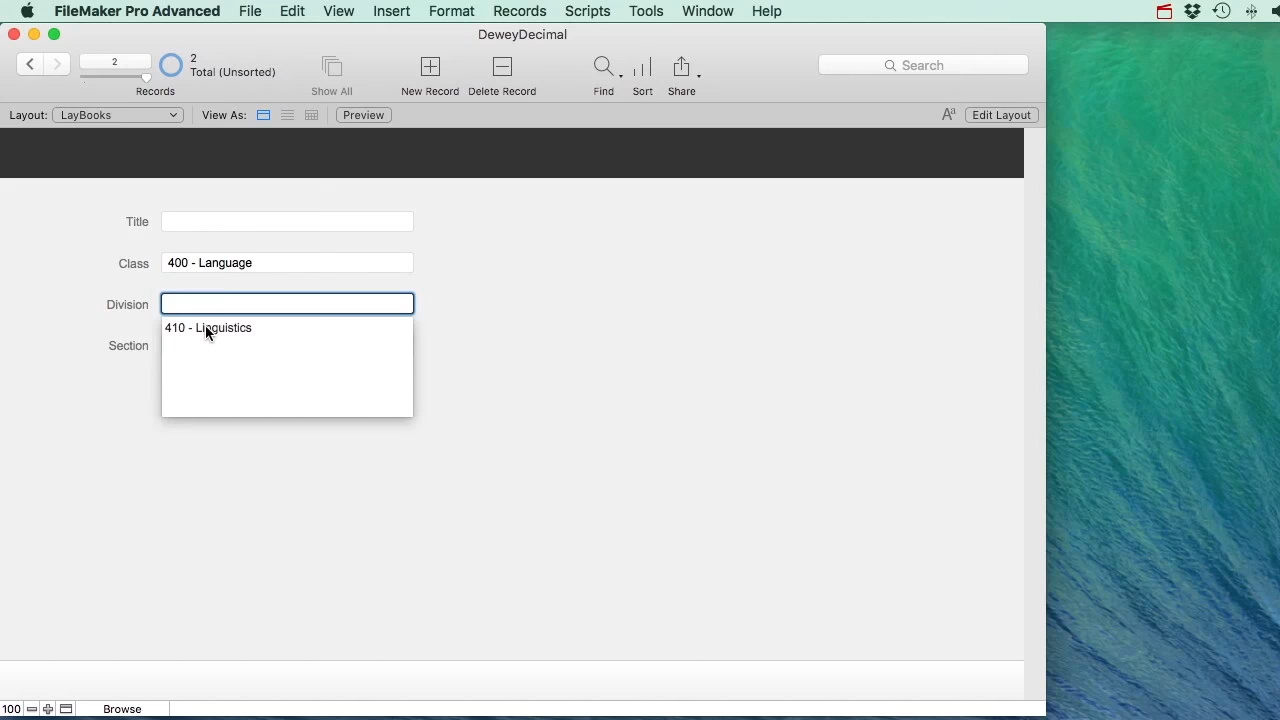 FileMaker Pro Advanced File Edit View Insert Format Records Scripts Tools Window Help
DeweyDecimal
2
2
Total (Unsorted)
Search
Records Show All New Record Delete Record Find Sort Share
Layout: LayBooks View As: Preview Aa Edit Layout
Title
Class 400 - Language
Division
410 - Linguistics
Section
100 Browse